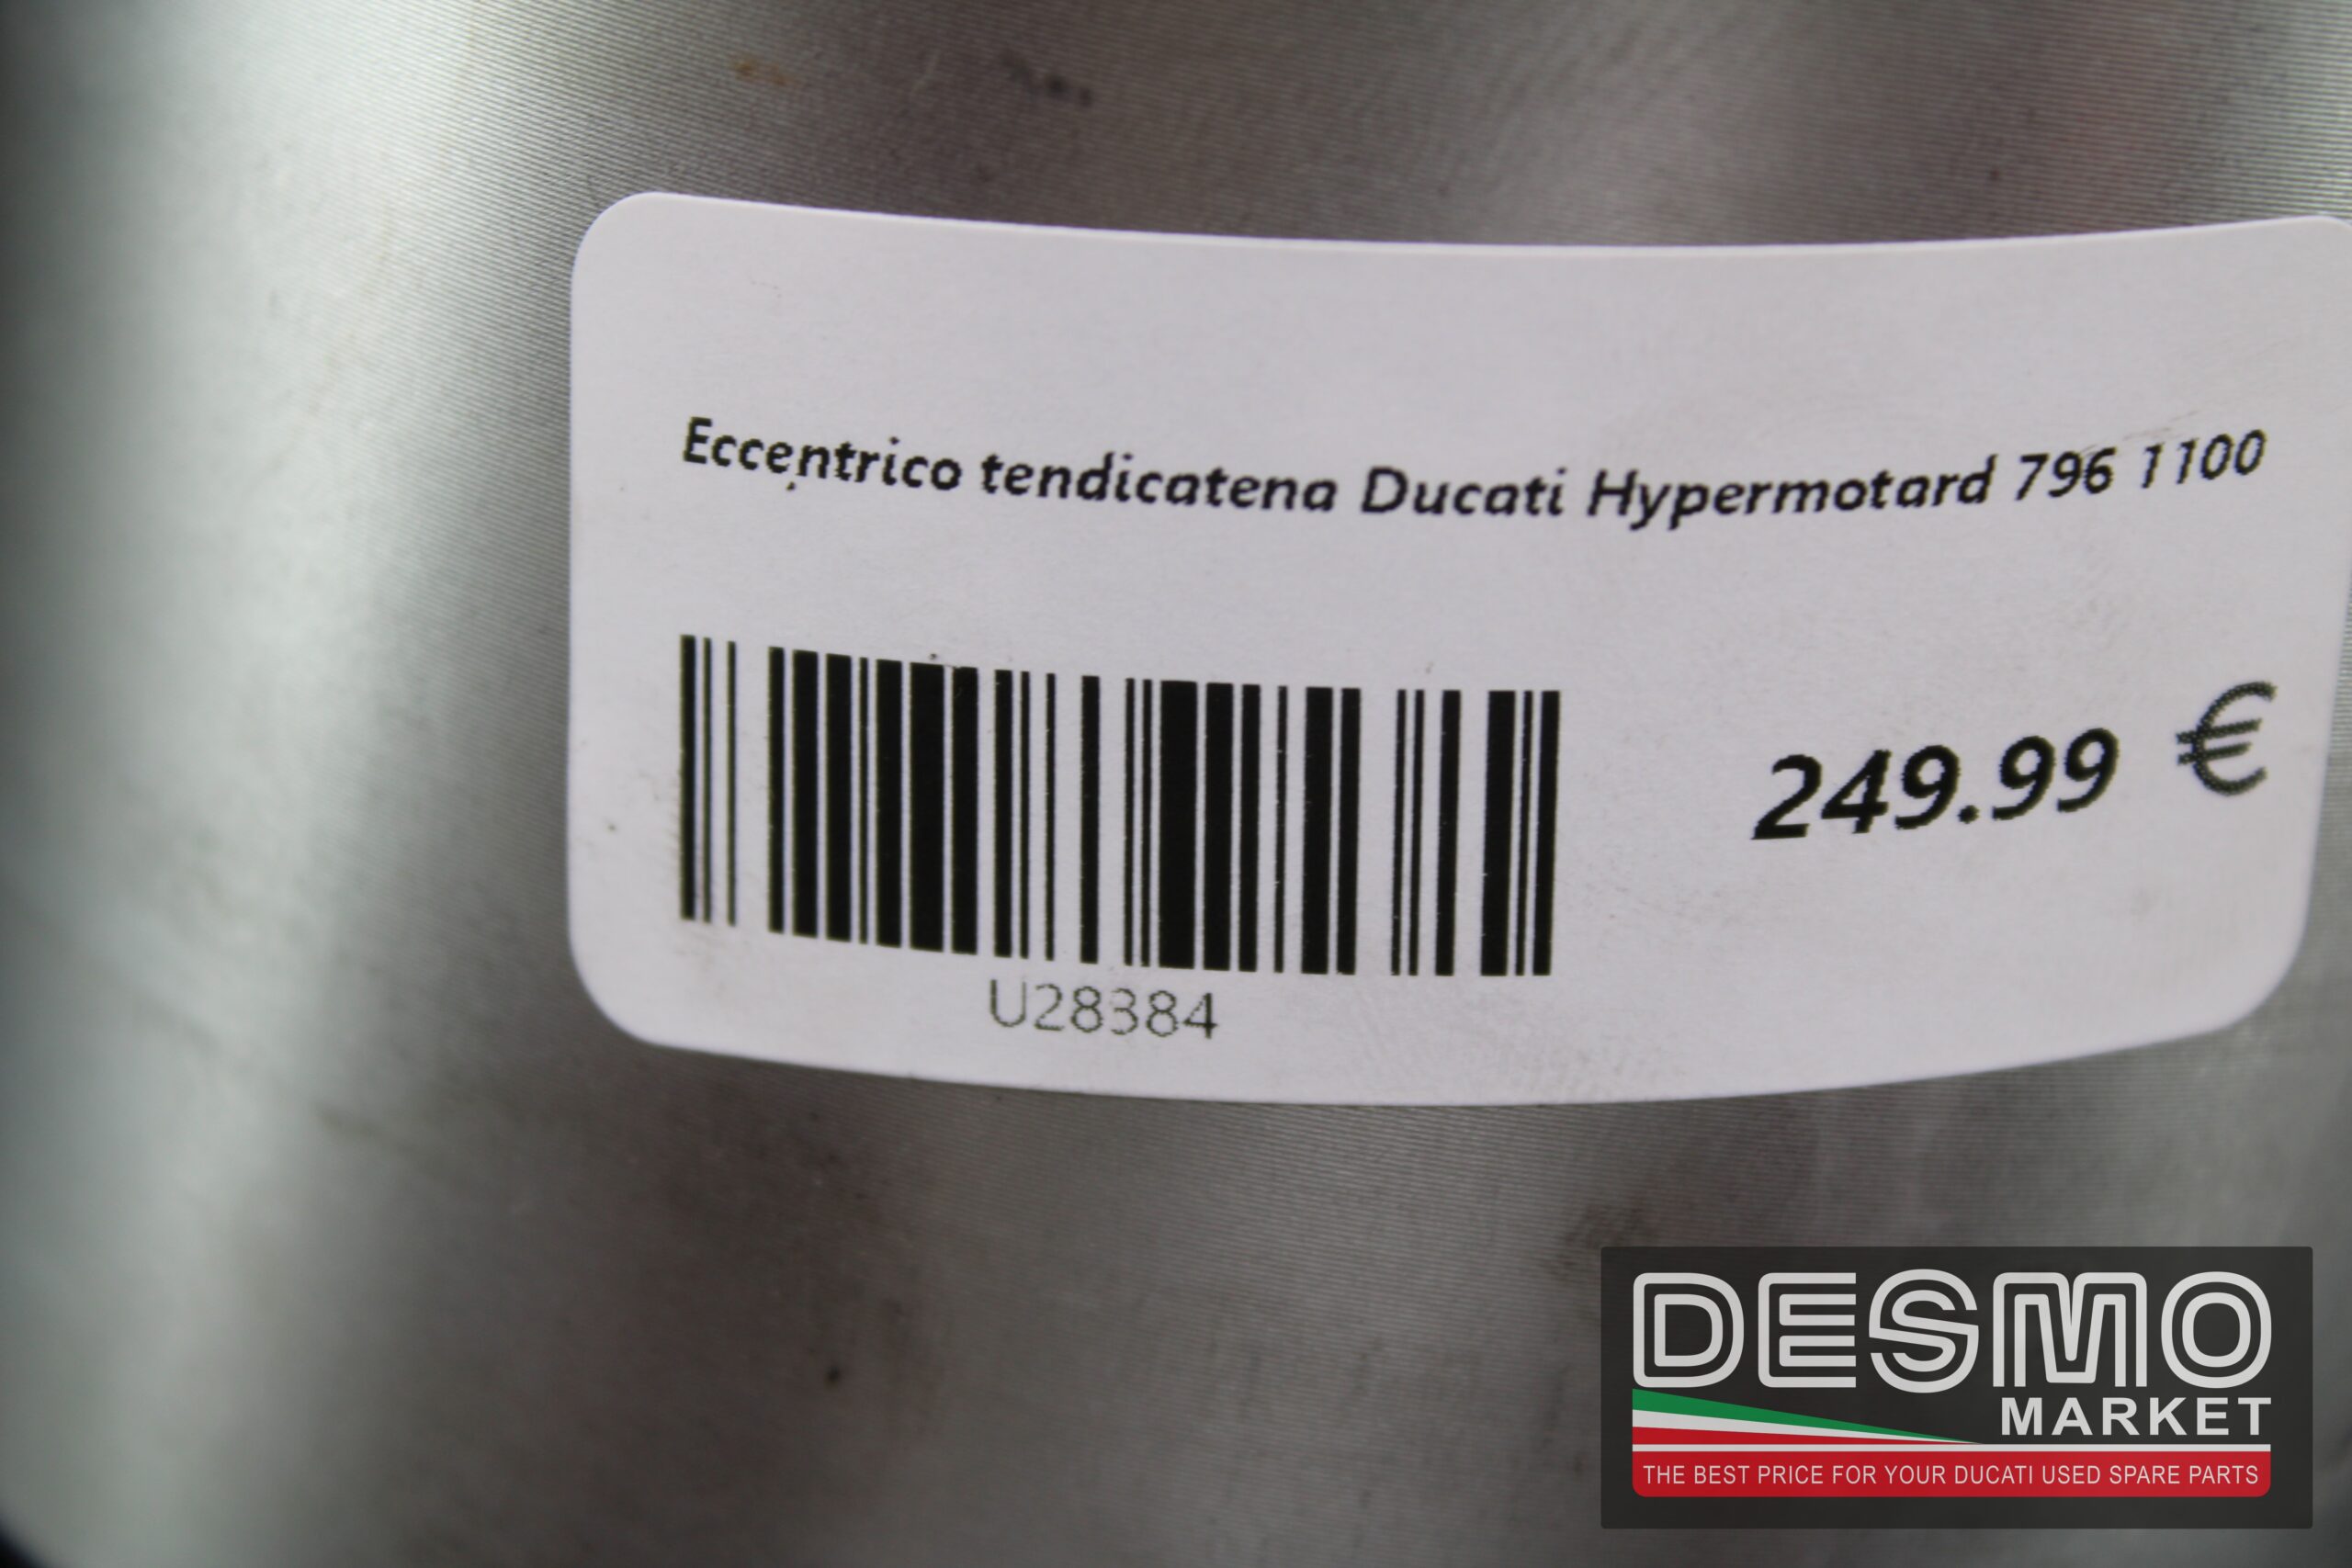 Eccentrico tendicatena Ducati Hypermotard 796 1100
249.99 €
U28384
DESMO
MARKET
THE BEST PRICE FOR YOUR DUCATI USED SPARE PARTS